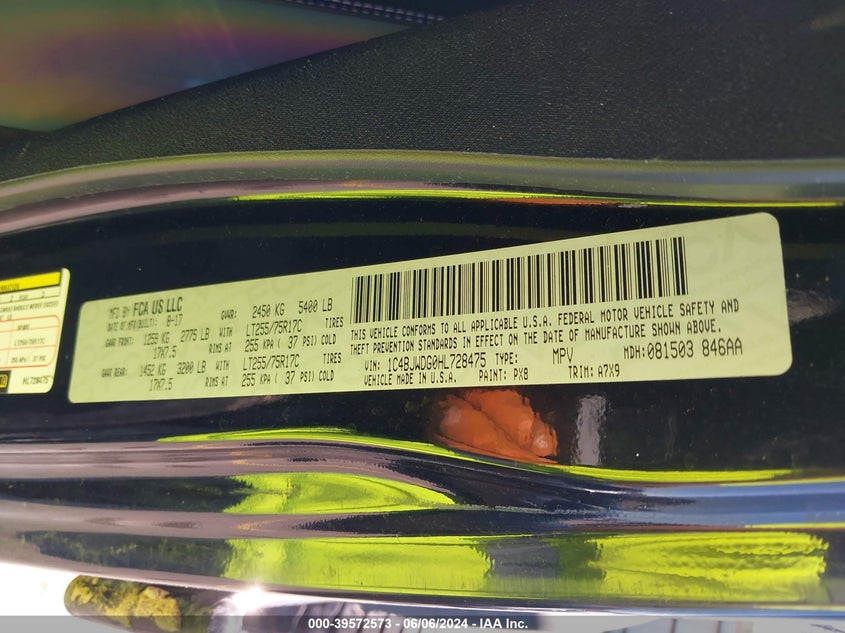 MFD BY FCA US LLC
DATE OF MFR(BUILT): 8-17
GVWR: 2450 KG 5400 LB
GAWR FRONT: 1259 KG 2775 LB WITH LT255/75R17C TIRES
17X7.5 RIMS AT 255 KPA ( 37 PSI) COLD
GAWR REAR: 1452 KG 3200 LB WITH LT255/75R17C TIRES
17X7.5 RIMS AT 255 KPA ( 37 PSI) COLD
THIS VEHICLE CONFORMS TO ALL APPLICABLE U.S.A. FEDERAL MOTOR VEHICLE SAFETY AND
THEFT PREVENTION STANDARDS IN EFFECT ON THE DATE OF MANUFACTURE SHOWN ABOVE.
VIN: 1C4BJWDG0HL728475 TYPE: MPV MDH:081503 846AA
MADE IN U.S.A. PAINT: PX8 TRIM: A7X9
HL728475
000-39572573 - 06/06/2024 - IAA Inc.